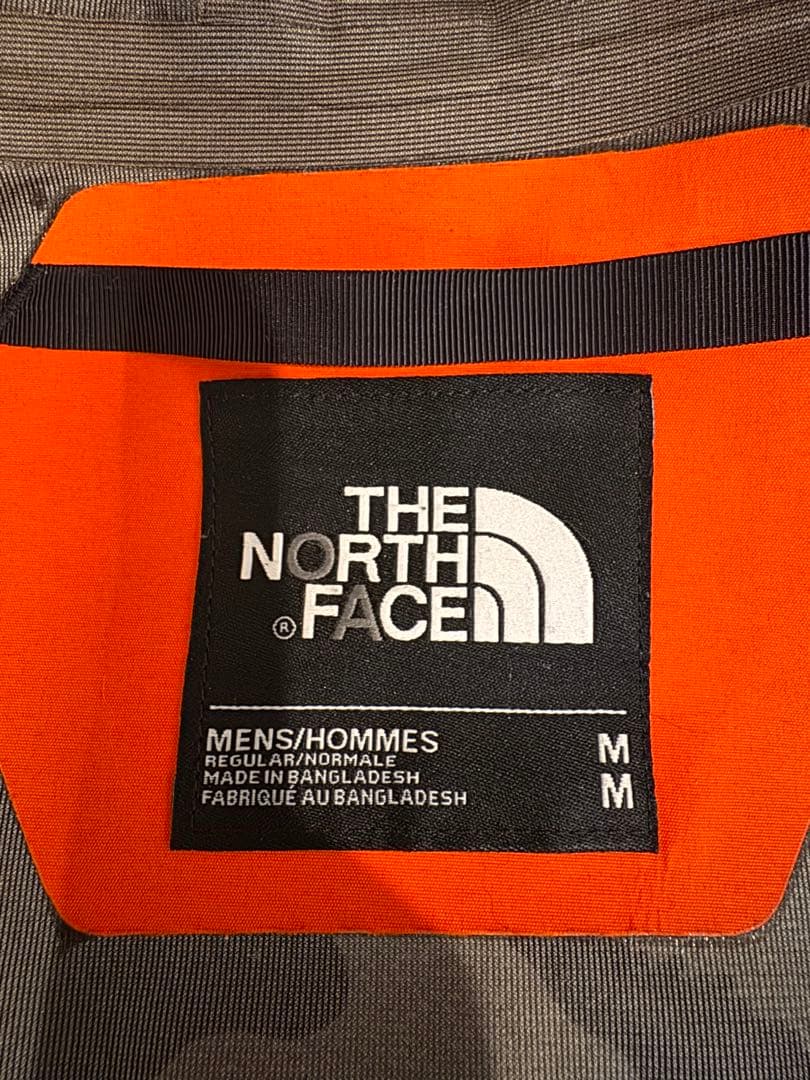 THE
NORTH
® FACE
MENS/HOMMES M
REGULAR/NORMALE
MADE IN BANGLADESH
FABRIQUÉ AU BANGLADESH M